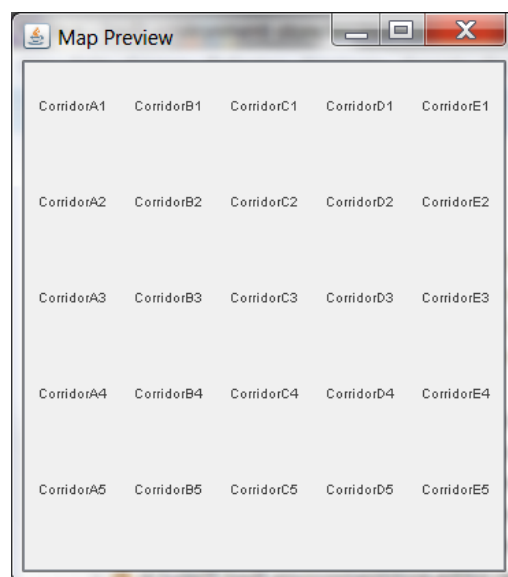 Map Preview
CorridorA1 CorridorB1 CorridorC1 CorridorD1 CorridorE1
CorridorA2 CorridorB2 CorridorC2 CorridorD2 CorridorE2
CorridorA3 CorridorB3 CorridorC3 CorridorD3 CorridorE3
CorridorA4 CorridorB4 CorridorC4 CorridorD4 CorridorE4
CorridorA5 CorridorB5 CorridorC5 CorridorD5 CorridorE5